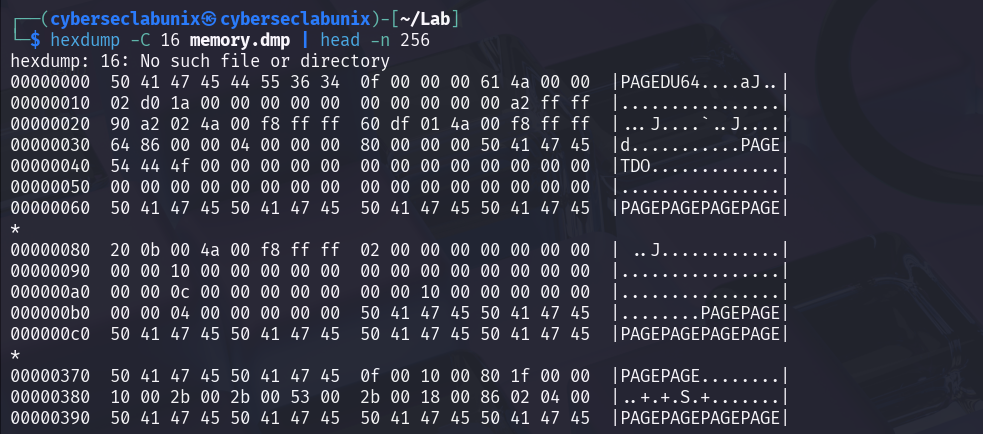 ┌──(cyberseclabunix㉿cyberseclabunix)-[~/Lab]
└─$ hexdump -C 16 memory.dmp | head -n 256
hexdump: 16: No such file or directory
00000000  50 41 47 45 44 55 36 34  0f 00 00 00 61 4a 00 00  |PAGEDU64....aJ..|
00000010  02 d0 1a 00 00 00 00 00  00 00 00 00 00 a2 ff ff  |................|
00000020  90 a2 02 4a 00 f8 ff ff  60 df 01 4a 00 f8 ff ff  |...J....`..J....|
00000030  64 86 00 00 04 00 00 00  80 00 00 00 50 41 47 45  |d...........PAGE|
00000040  54 44 4f 00 00 00 00 00  00 00 00 00 00 00 00 00  |TDO.............|
00000050  00 00 00 00 00 00 00 00  00 00 00 00 00 00 00 00  |................|
00000060  50 41 47 45 50 41 47 45  50 41 47 45 50 41 47 45  |PAGEPAGEPAGEPAGE|
*
00000080  20 0b 00 4a 00 f8 ff ff  02 00 00 00 00 00 00 00  | ..J............|
00000090  00 00 10 00 00 00 00 00  00 00 00 00 00 00 00 00  |................|
000000a0  00 00 0c 00 00 00 00 00  00 00 10 00 00 00 00 00  |................|
000000b0  00 00 04 00 00 00 00 00  50 41 47 45 50 41 47 45  |........PAGEPAGE|
000000c0  50 41 47 45 50 41 47 45  50 41 47 45 50 41 47 45  |PAGEPAGEPAGEPAGE|
*
00000370  50 41 47 45 50 41 47 45  0f 00 10 00 80 1f 00 00  |PAGEPAGE........|
00000380  10 00 2b 00 2b 00 53 00  2b 00 18 00 86 02 04 00  |..+.+.S.+.......|
00000390  50 41 47 45 50 41 47 45  50 41 47 45 50 41 47 45  |PAGEPAGEPAGEPAGE|